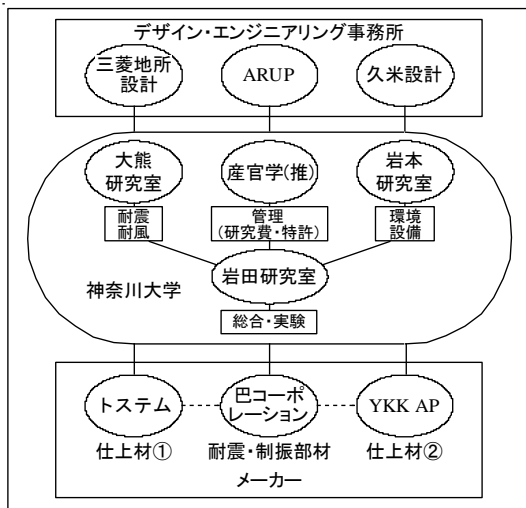 デザイン・エンジニアリング事務所
三菱地所
設計
ARUP
久米設計
大熊
研究室
産官学(推)
岩本
研究室
耐震
耐風
管理
(研究費・特許)
環境
設備
岩田研究室
神奈川大学
総合・実験
トステム
巴コーポ
レーション
YKK AP
仕上材①
耐震・制振部材
仕上材②
メーカー